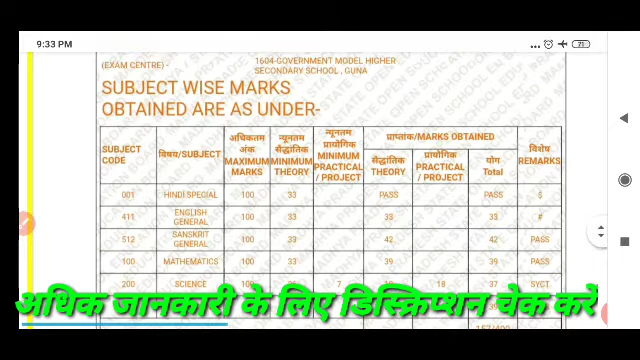 9:33 PM
... 71
(EXAM CENTRE) - 1604-GOVERNMENT MODEL HIGHER
SECONDARY SCHOOL , GUNA
SUBJECT WISE MARKS
OBTAINED ARE AS UNDER-
SUBJECT CODE विषय/SUBJECT अधिकतम अंक MAXIMUM MARKS न्यूनतम सैद्धांतिक MINIMUM THEORY न्यूनतम प्रायोगिक MINIMUM PRACTICAL / PROJECT प्राप्तांक/MARKS OBTAINED विशेष REMARKS
सैद्धांतिक THEORY प्रायोगिक PRACTICAL / PROJECT योग Total
001 HINDI SPECIAL 100 33 PASS PASS $
411 ENGLISH GENERAL 100 33 33 33 #
512 SANSKRIT GENERAL 100 33 42 42 PASS
100 MATHEMATICS 100 33 39 39 PASS
200 SCIENCE 100 7 18 37 SYCT
अधिक जानकारी के लिए डिस्क्रिप्शन चेक करें
157/400